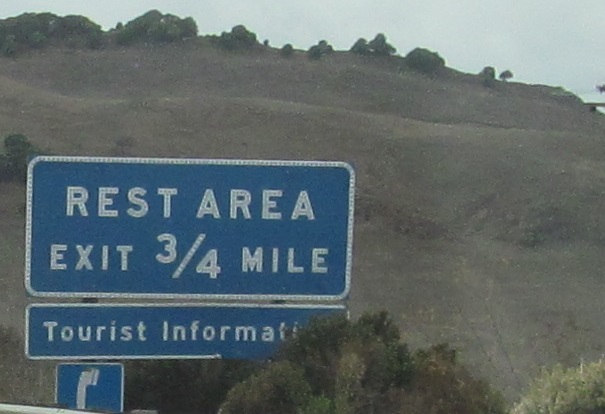 REST AREA
EXIT 3/4 MILE
Tourist Informati